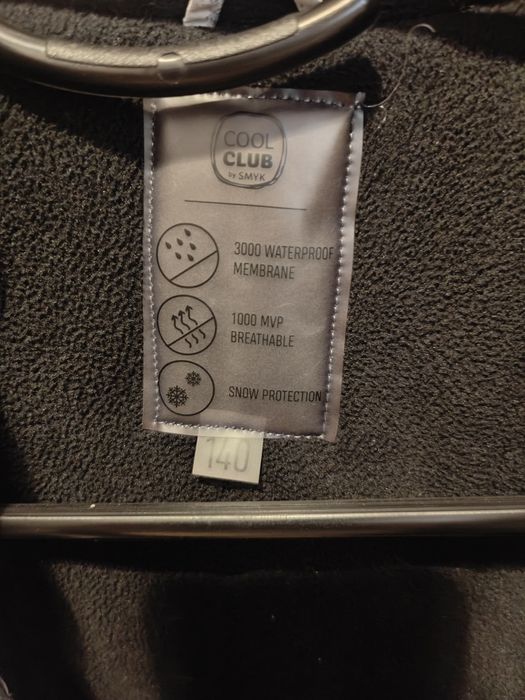 COOL
CLUB
by SMYK
3000 WATERPROOF
MEMBRANE
1000 MVP
BREATHABLE
SNOW PROTECTION
140